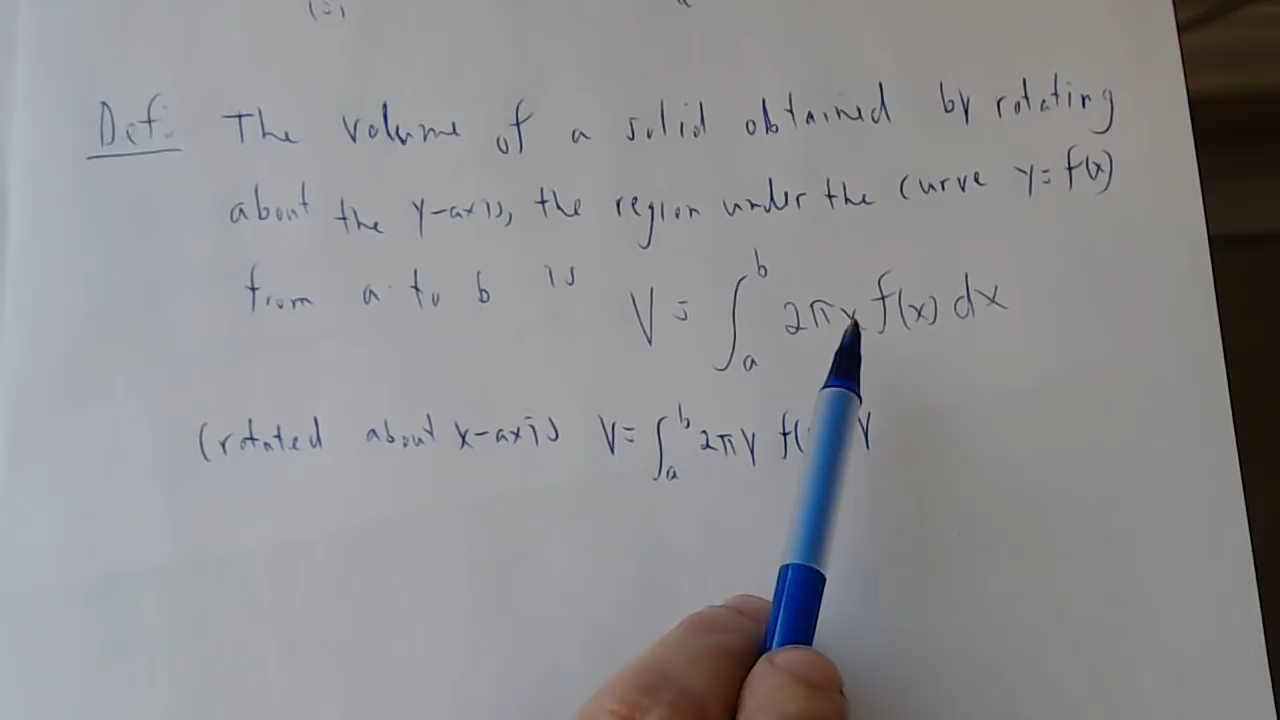 Def: The volume of a solid obtained by rotating
about the y-axis, the region under the curve y=f(x)
from a to b is V = ∫_a^b 2πx f(x) dx
(rotated about x-axis V= ∫_a^b 2πy f( y